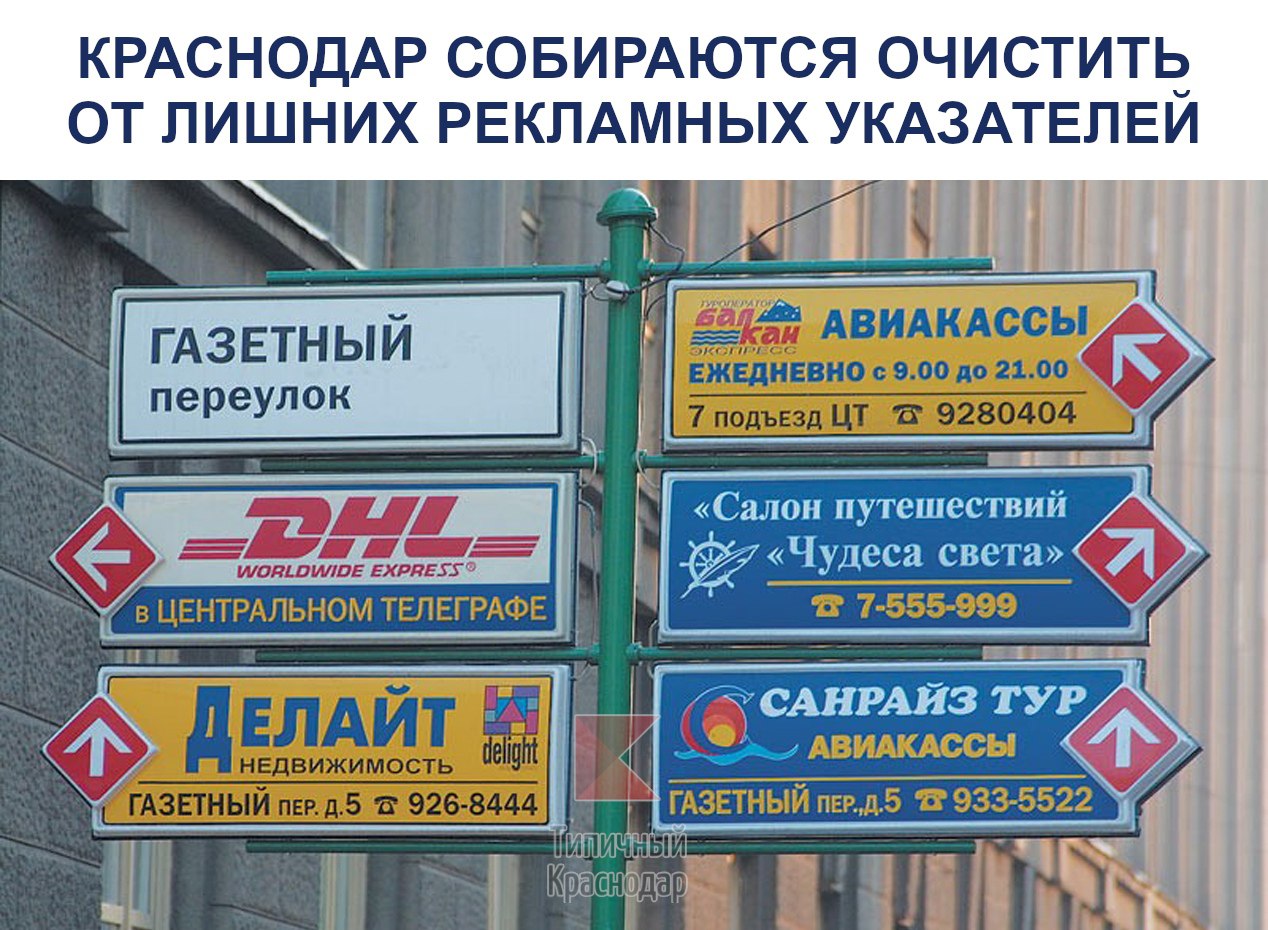 КРАСНОДАР СОБИРАЮТСЯ ОЧИСТИТЬ
ОТ ЛИШНИХ РЕКЛАМНЫХ УКАЗАТЕЛЕЙ
ГАЗЕТНЫЙ
переулок
DHL
WORLDWIDE EXPRESS®
в ЦЕНТРАЛЬНОМ ТЕЛЕГРАФЕ
ДЕЛАЙТ
НЕДВИЖИМОСТЬ
delight
ГАЗЕТНЫЙ ПЕР. Д.5 ☎ 926-8444
ТУРОПЕРАТОР
БАЛКАН
ЭКСПРЕСС
АВИАКАССЫ
ЕЖЕДНЕВНО с 9.00 до 21.00
7 ПОДЪЕЗД ЦТ ☎ 9280404
«Салон путешествий
«Чудеса света»
☎ 7-555-999
САНРАЙЗ ТУР
АВИАКАССЫ
ГАЗЕТНЫЙ ПЕР.,Д.5 ☎ 933-5522
Типичный
Краснодар